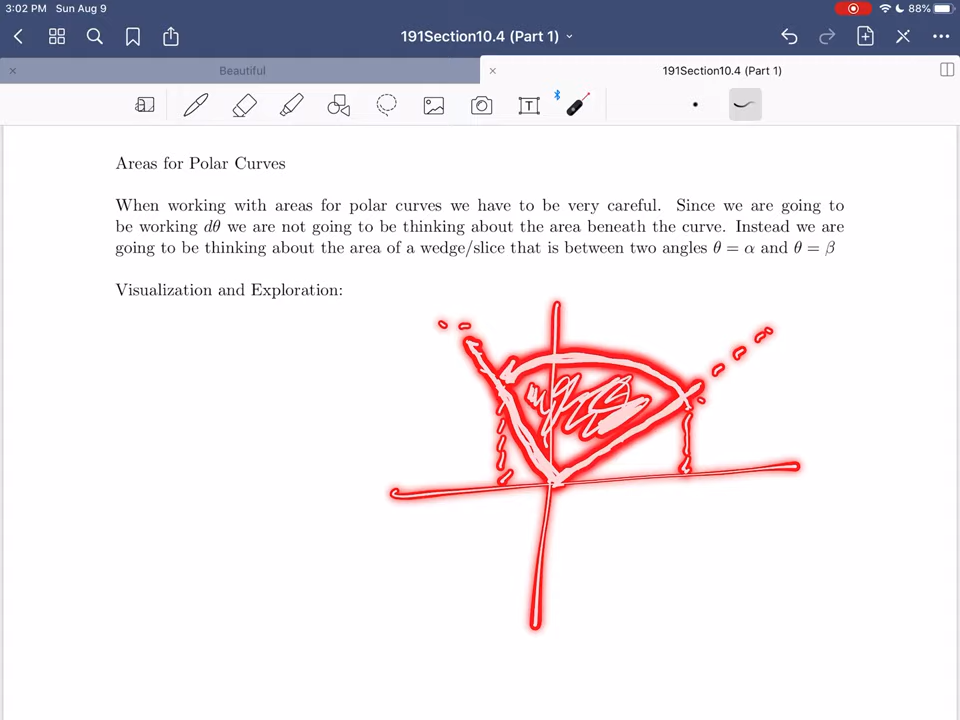 3:02 PM Sun Aug 9 88%
191Section10.4 (Part 1)
Beautiful 191Section10.4 (Part 1)
T
Areas for Polar Curves
When working with areas for polar curves we have to be very careful. Since we are going to
be working dθ we are not going to be thinking about the area beneath the curve. Instead we are
going to be thinking about the area of a wedge/slice that is between two angles θ = α and θ = β
Visualization and Exploration: